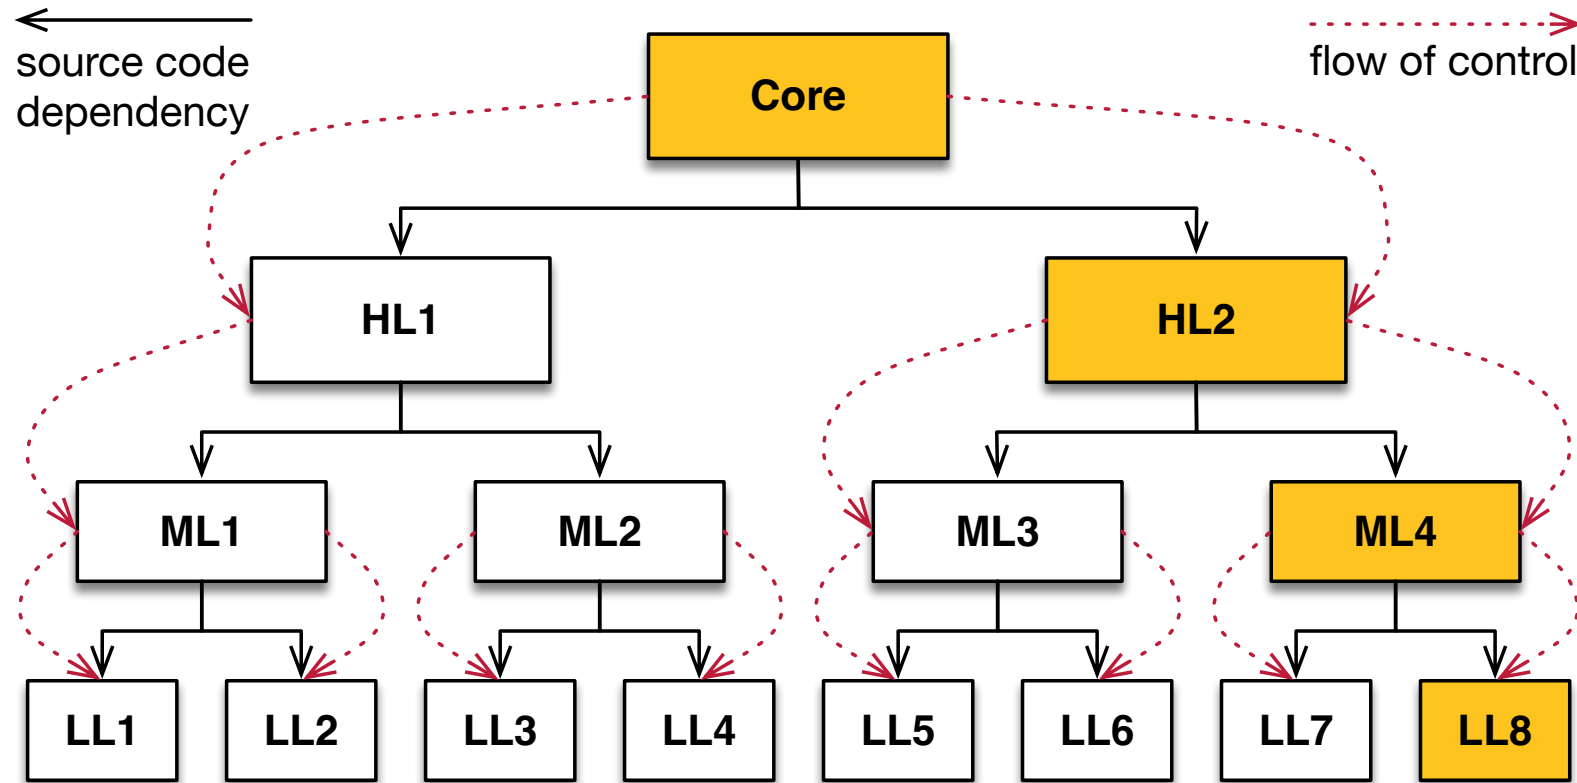 source code
dependency
flow of control
Core
HL1
HL2
ML1
ML2
ML3
ML4
LL1
LL2
LL3
LL4
LL5
LL6
LL7
LL8